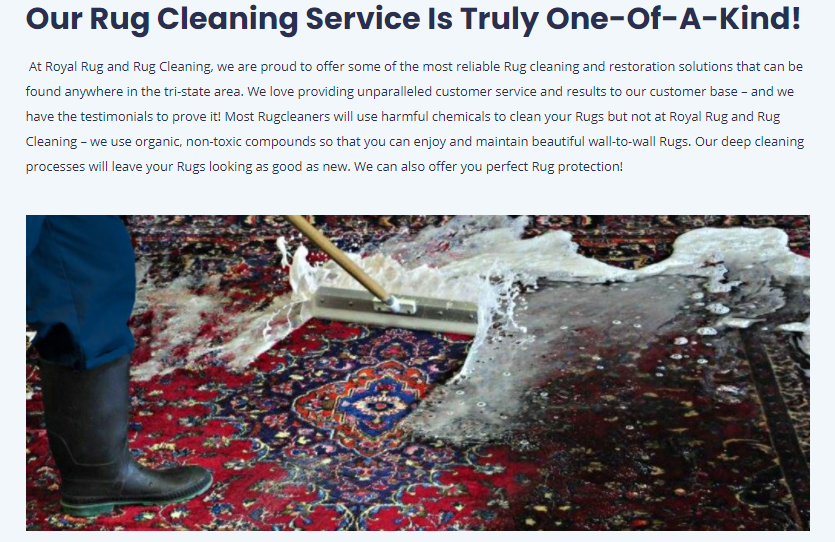 Our Rug Cleaning Service Is Truly One-Of-A-Kind!
At Royal Rug and Rug Cleaning, we are proud to offer some of the most reliable Rug cleaning and restoration solutions that can be
found anywhere in the tri-state area. We love providing unparalleled customer service and results to our customer base – and we
have the testimonials to prove it! Most Rugcleaners will use harmful chemicals to clean your Rugs but not at Royal Rug and Rug
Cleaning – we use organic, non-toxic compounds so that you can enjoy and maintain beautiful wall-to-wall Rugs. Our deep cleaning
processes will leave your Rugs looking as good as new. We can also offer you perfect Rug protection!